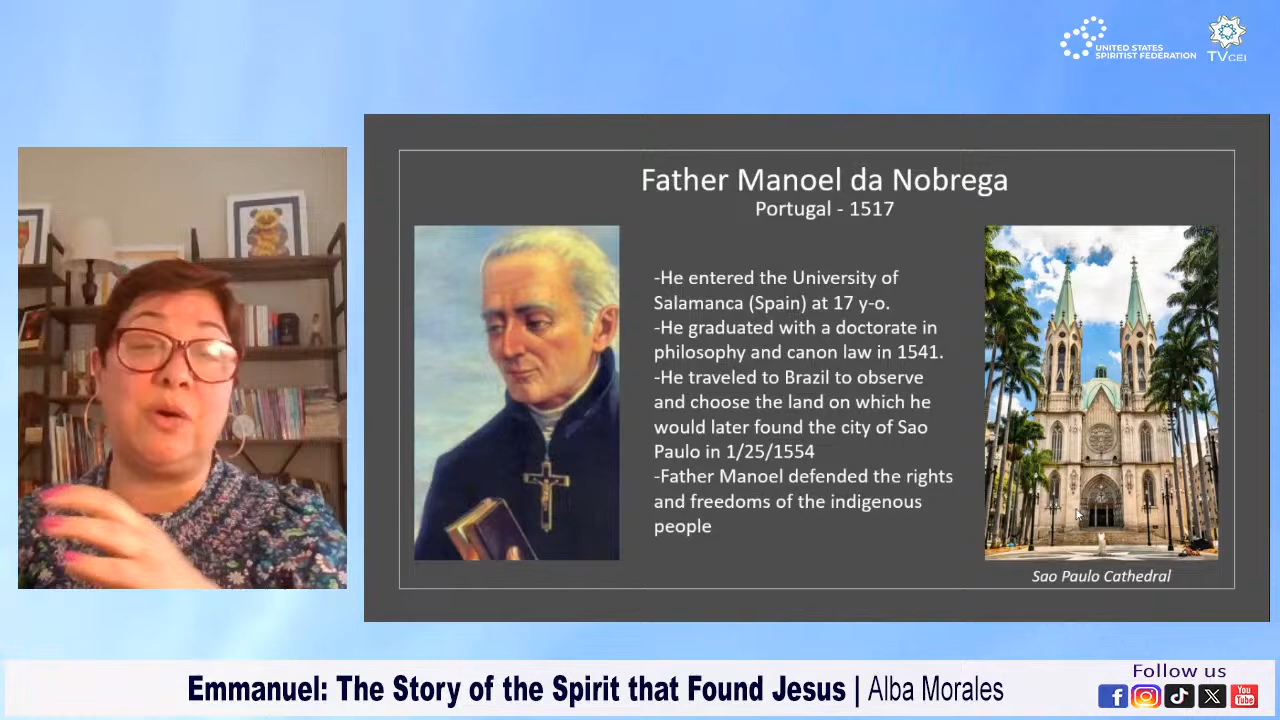 UNITED STATES
SPIRITIST FEDERATION
TVCEI
Father Manoel da Nobrega
Portugal - 1517
-He entered the University of
Salamanca (Spain) at 17 y-o.
-He graduated with a doctorate in
philosophy and canon law in 1541.
-He traveled to Brazil to observe
and choose the land on which he
would later found the city of Sao
Paulo in 1/25/1554
-Father Manoel defended the rights
and freedoms of the indigenous
people
Sao Paulo Cathedral
Emmanuel: The Story of the Spirit that Found Jesus | Alba Morales
Follow us
You
Tube